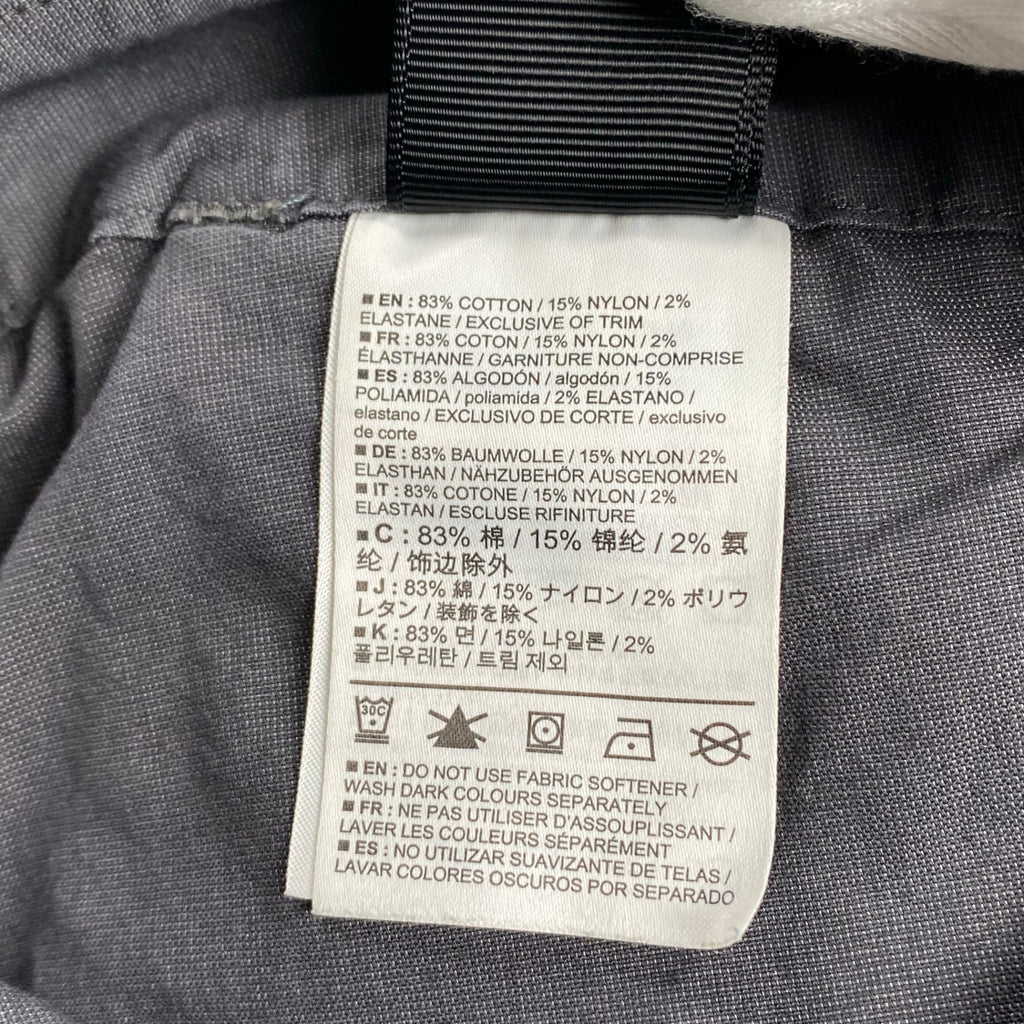 ■ EN : 83% COTTON / 15% NYLON / 2%
ELASTANE / EXCLUSIVE OF TRIM
■ FR : 83% COTON / 15% NYLON / 2%
ÉLASTHANNE / GARNITURE NON-COMPRISE
■ ES : 83% ALGODÓN / algodón / 15%
POLIAMIDA / poliamida / 2% ELASTANO /
elastano / EXCLUSIVO DE CORTE / exclusivo
de corte
■ DE : 83% BAUMWOLLE / 15% NYLON / 2%
ELASTHAN / NÄHZUBEHÖR AUSGENOMMEN
■ IT : 83% COTONE / 15% NYLON / 2%
ELASTAN / ESCLUSE RIFINITURE
■ C : 83% 棉 / 15% 锦纶 / 2% 氨
纶 / 饰边除外
■ J : 83% 綿 / 15% ナイロン / 2% ポリウ
レタン / 装飾を除く
■ K : 83% 면 / 15% 나일론 / 2%
폴리우레탄 / 트림 제외
30C
■ EN : DO NOT USE FABRIC SOFTENER /
WASH DARK COLOURS SEPARATELY
■ FR : NE PAS UTILISER D'ASSOUPLISSANT /
LAVER LES COULEURS SÉPARÉMENT
■ ES : NO UTILIZAR SUAVIZANTE DE TELAS /
LAVAR COLORES OSCUROS POR SEPARADO